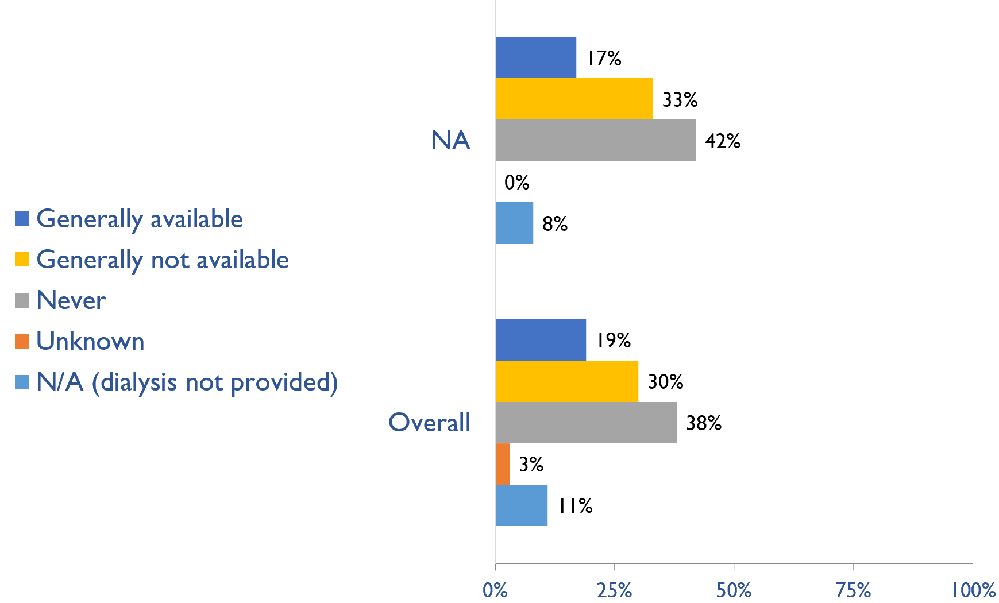 Generally available
Generally not available
Never
Unknown
N/A (dialysis not provided)
NA
17%
33%
42%
0%
8%
Overall
19%
30%
38%
3%
11%
0% 25% 50% 75% 100%